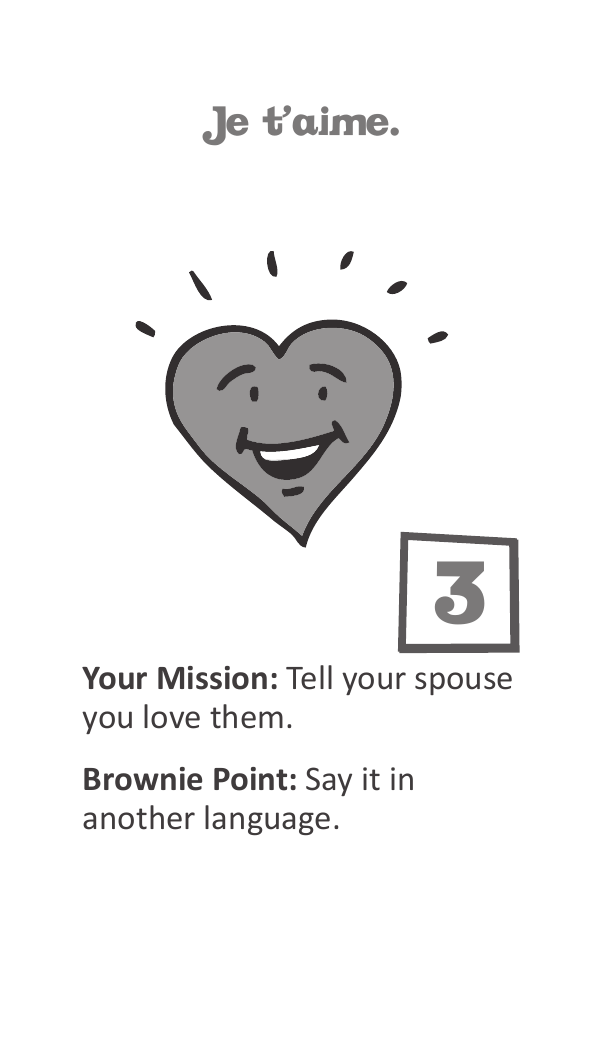 Je t’aime.
3
Your Mission: Tell your spouse
you love them.
Brownie Point: Say it in
another language.